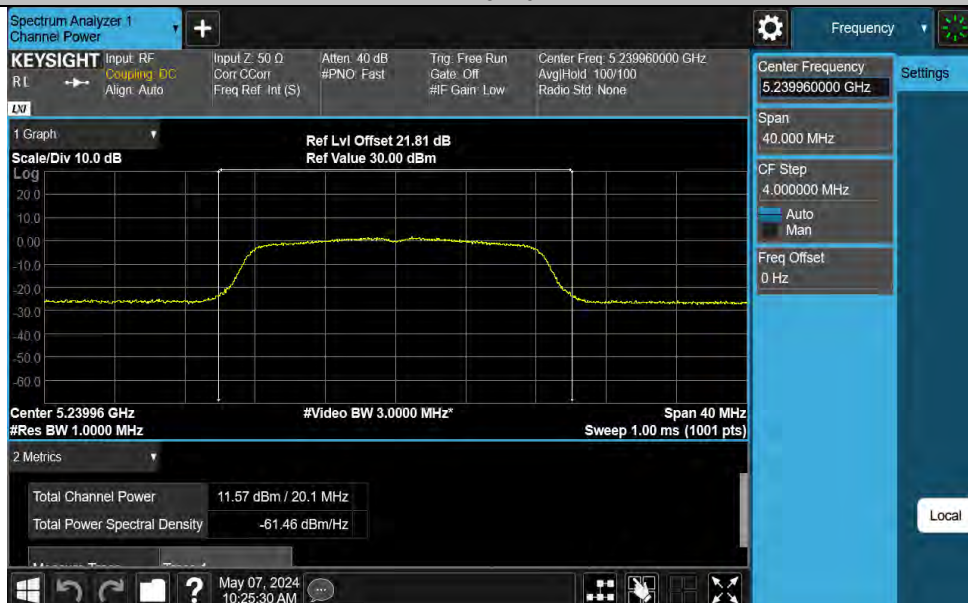 Spectrum Analyzer 1
Channel Power
+
Frequency
KEYSIGHT
RL
LXI
Input: RF
Coupling: DC
Align: Auto
Input Z: 50 Ω
Corr CCorr
Freq Ref: Int (S)
Atten: 40 dB
#PNO: Fast
Trig: Free Run
Gate: Off
#IF Gain: Low
Center Freq: 5.239960000 GHz
Avg|Hold: 100/100
Radio Std: None
Center Frequency
5.239960000 GHz
Settings
Span
40.000 MHz
CF Step
4.000000 MHz
Auto
Man
Freq Offset
0 Hz
Local
1 Graph
Scale/Div 10.0 dB
Ref Lvl Offset 21.81 dB
Ref Value 30.00 dBm
Log
20.0
10.0
0.00
-10.0
-20.0
-30.0
-40.0
-50.0
-60.0
Center 5.23996 GHz
#Res BW 1.0000 MHz
#Video BW 3.0000 MHz*
Span 40 MHz
Sweep 1.00 ms (1001 pts)
2 Metrics
Total Channel Power 11.57 dBm / 20.1 MHz
Total Power Spectral Density -61.46 dBm/Hz
?
May 07, 2024
10:25:30 AM